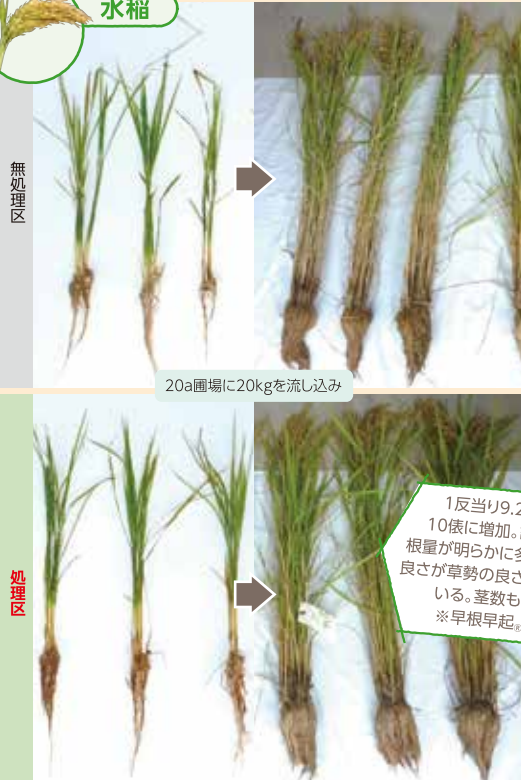 水稲
無処理区
20a圃場に20kgを流し込み
処理区
1反当り9.2
10俵に増加。
根量が明らかに多
良さが草勢の良さ
いる。茎数も
※早根早起®